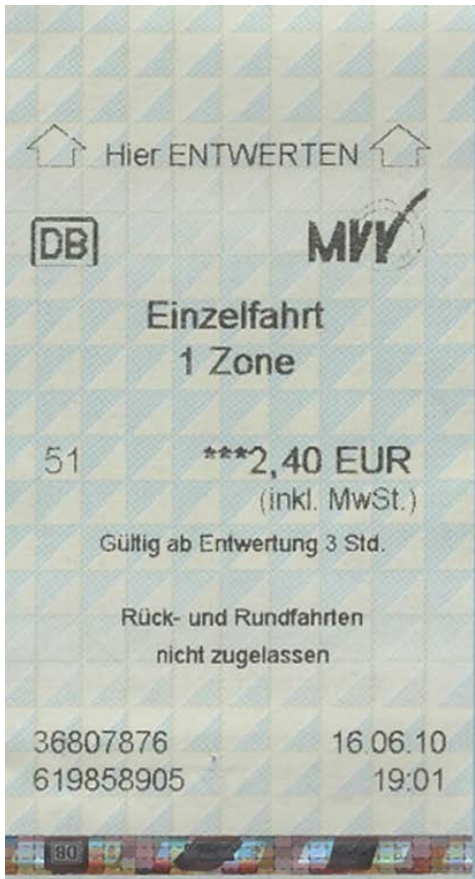 Hier ENTWERTEN
DB MVV
Einzelfahrt
1 Zone
51 ***2,40 EUR
(inkl. MwSt.)
Gültig ab Entwertung 3 Std.
Rück- und Rundfahrten
nicht zugelassen
36807876 16.06.10
619858905 19:01
DB